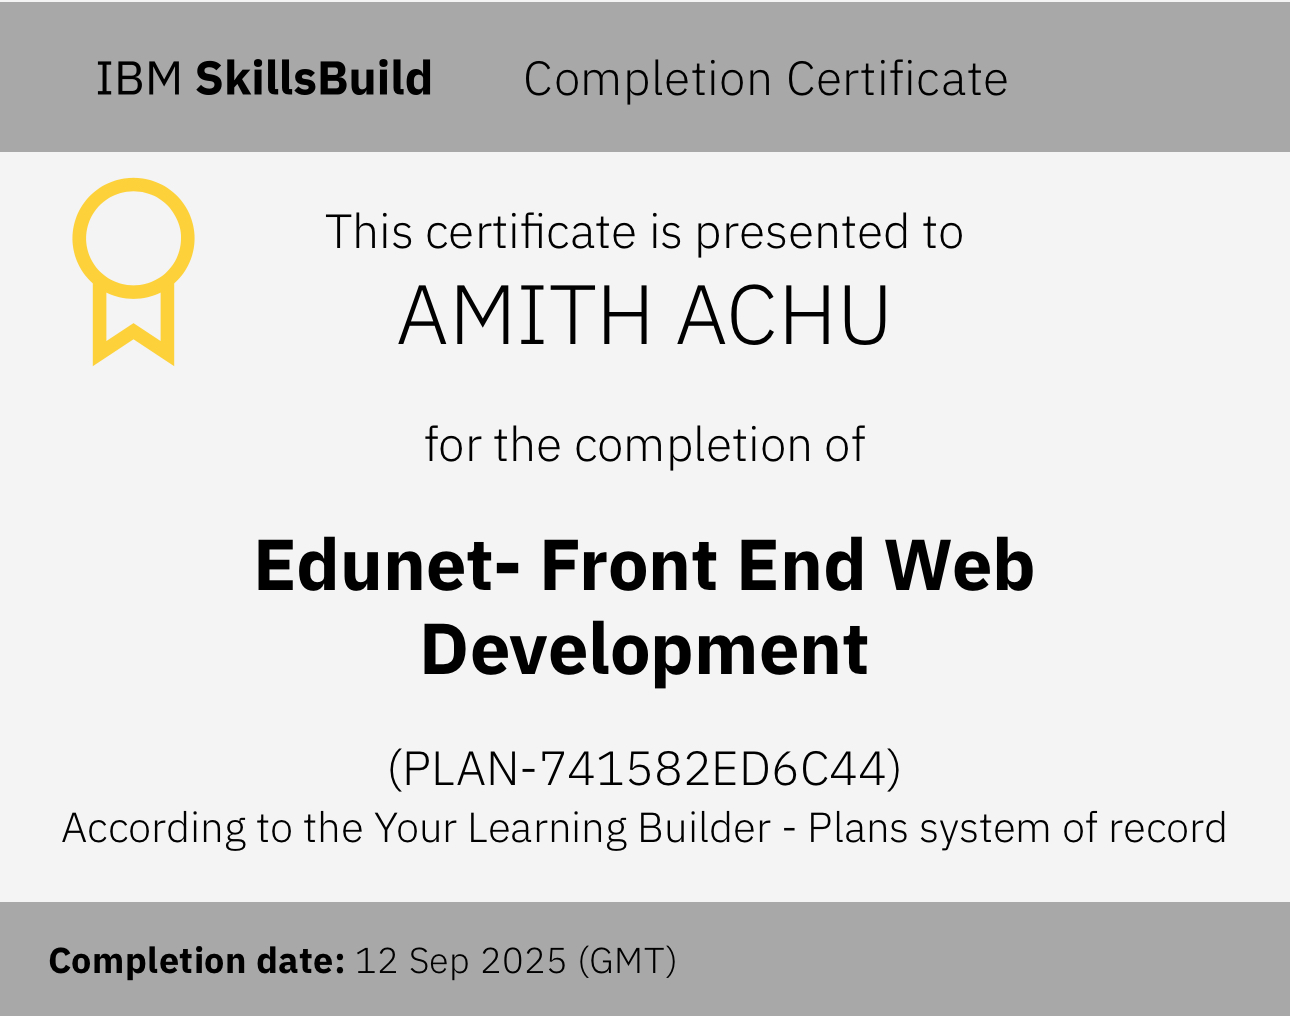 IBM SkillsBuild Completion Certificate
This certificate is presented to
AMITH ACHU
for the completion of
Edunet- Front End Web
Development
(PLAN-741582ED6C44)
According to the Your Learning Builder - Plans system of record
Completion date: 12 Sep 2025 (GMT)